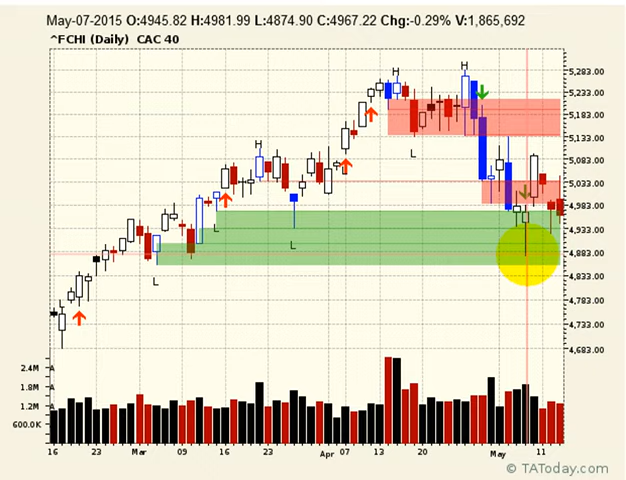 May-07-2015 O:4945.82 H:4981.99 L:4874.90 C:4967.22 Chg:-0.29% V:1,865,692
^FCHI (Daily) CAC 40
5,283.00
5,233.00
5,183.00
5,133.00
5,083.00
5,033.00
4,983.00
4,933.00
4,883.00
4,833.00
4,783.00
4,733.00
4,683.00
H
H
H
L
L
L
L
2.4M
1.8M
1.2M
600.0K
16 23 Mar 09 16 23 Apr 07 13 20 May 11
© TAToday.com